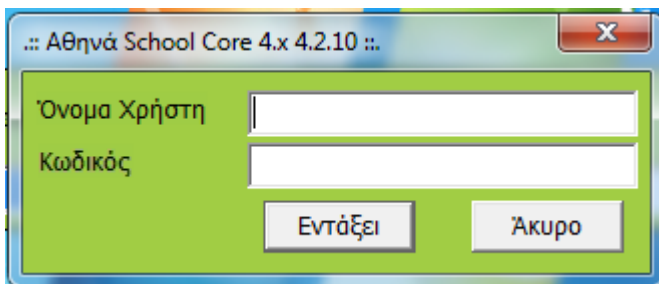 .:: Αθηνά School Core 4.x 4.2.10 ::.
Όνομα Χρήστη
Κωδικός
Εντάξει Άκυρο